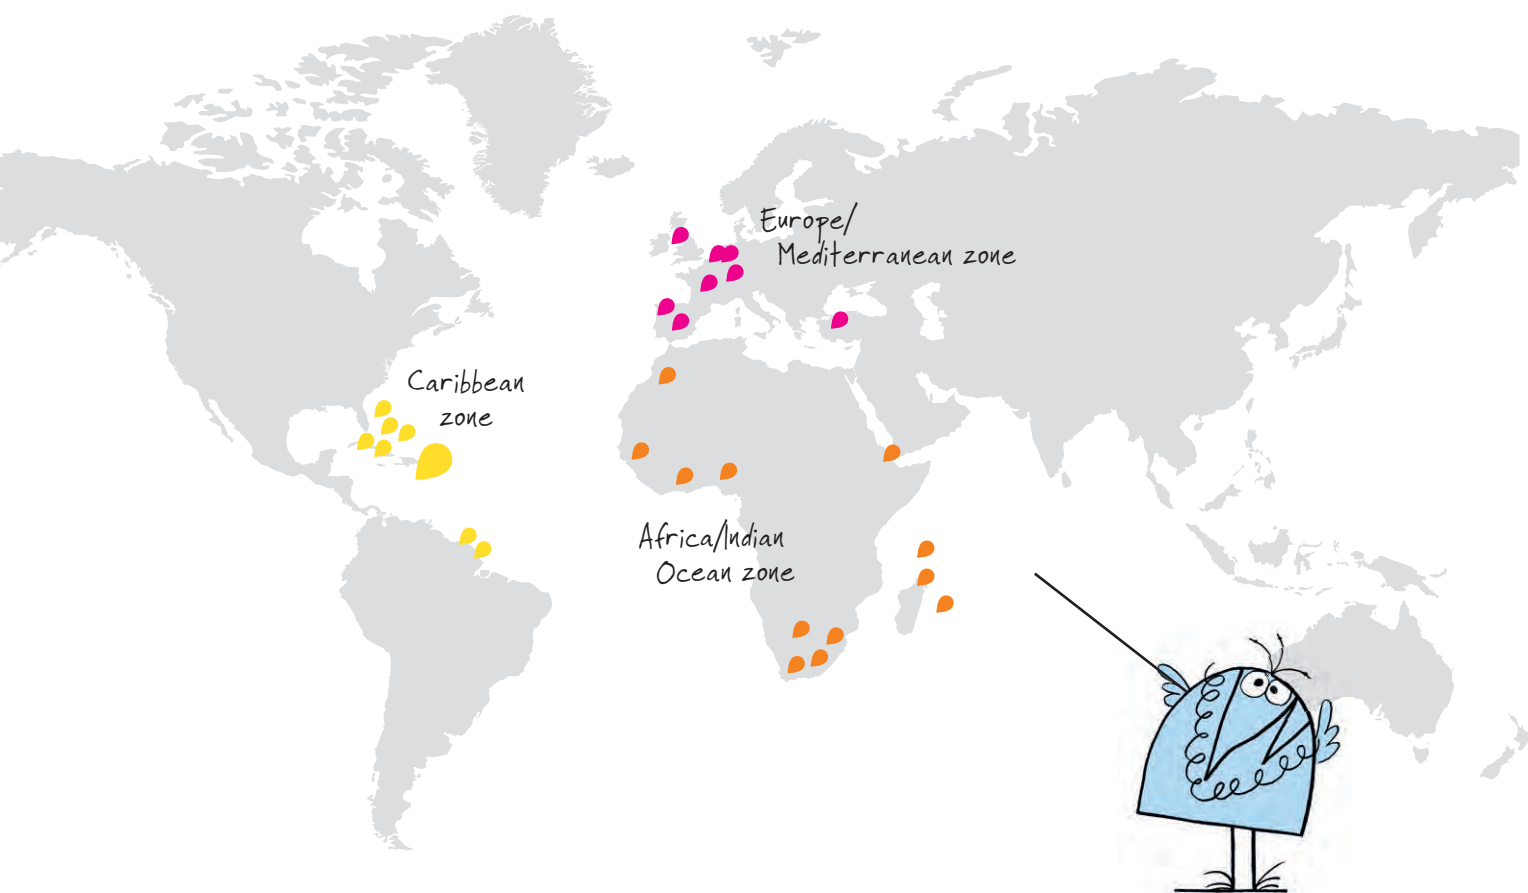 Europe/
Mediterranean zone
Caribbean
zone
Africa/Indian
Ocean zone